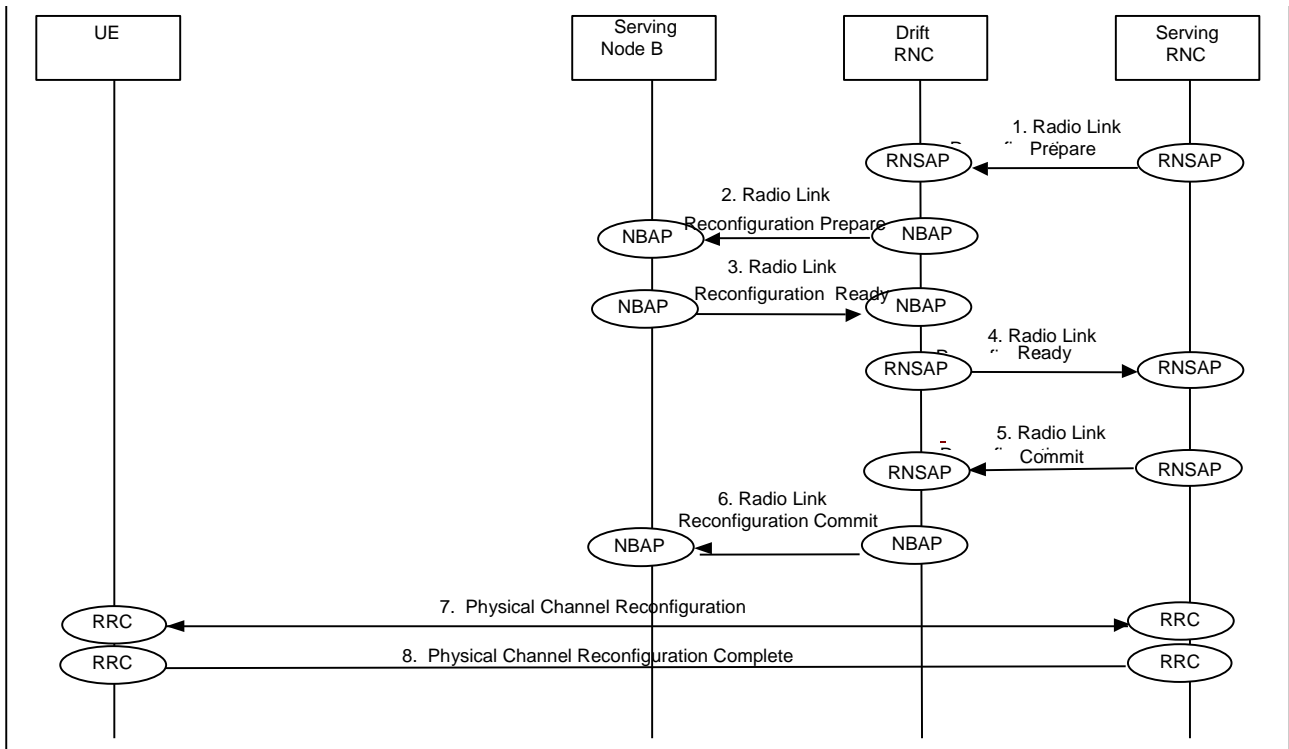 UE
Serving
Node B
Drift
RNC
Serving
RNC
1. Radio Link
Prepare
RNSAP
RNSAP
2. Radio Link
Reconfiguration Prepare
NBAP
NBAP
3. Radio Link
Reconfiguration Ready
NBAP
NBAP
4. Radio Link
Ready
RNSAP
RNSAP
5. Radio Link
Commit
RNSAP
RNSAP
6. Radio Link
Reconfiguration Commit
NBAP
NBAP
7. Physical Channel Reconfiguration
RRC
RRC
8. Physical Channel Reconfiguration Complete
RRC
RRC